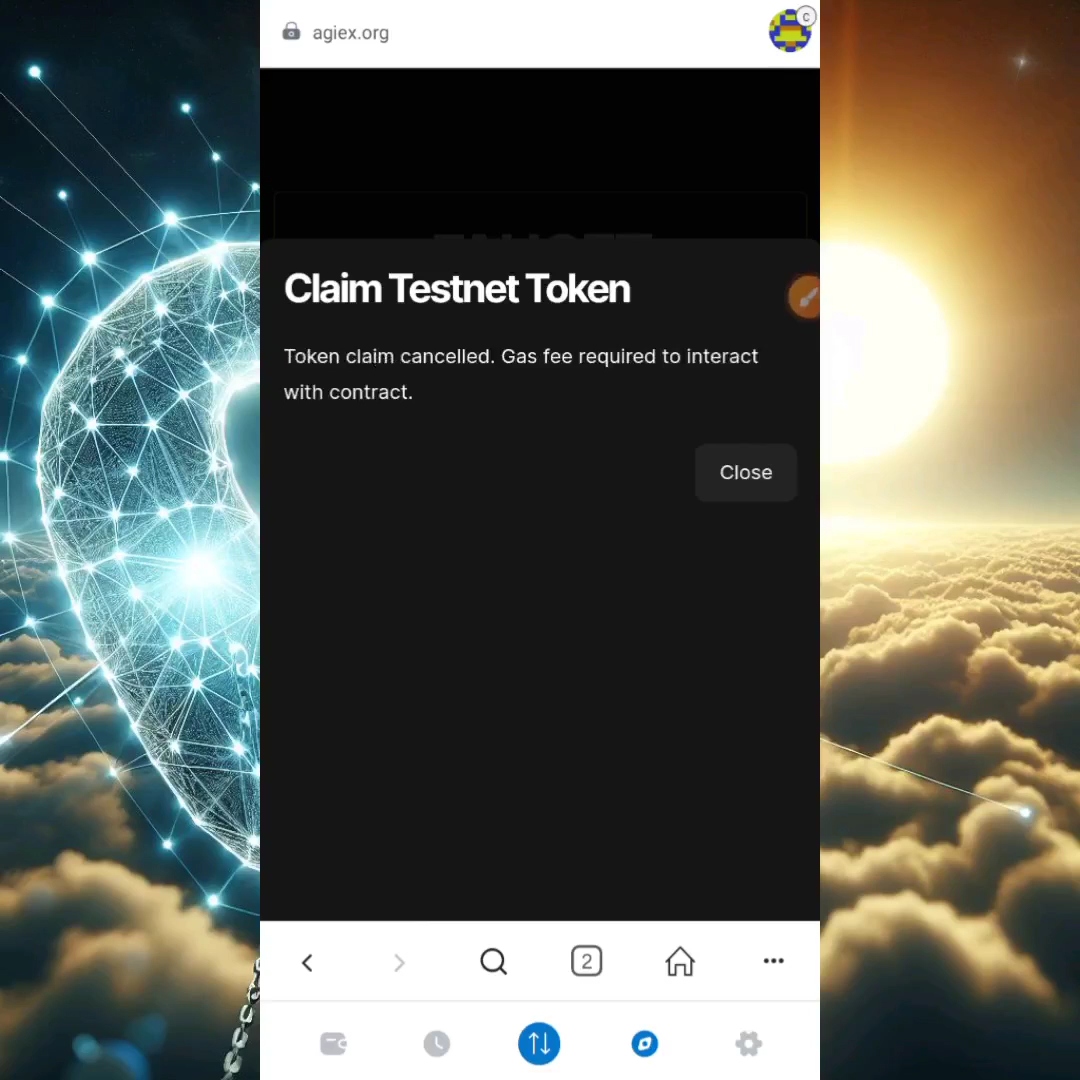 agiex.org
C
Claim Testnet Token
Token claim cancelled. Gas fee required to interact
with contract.
Close
2